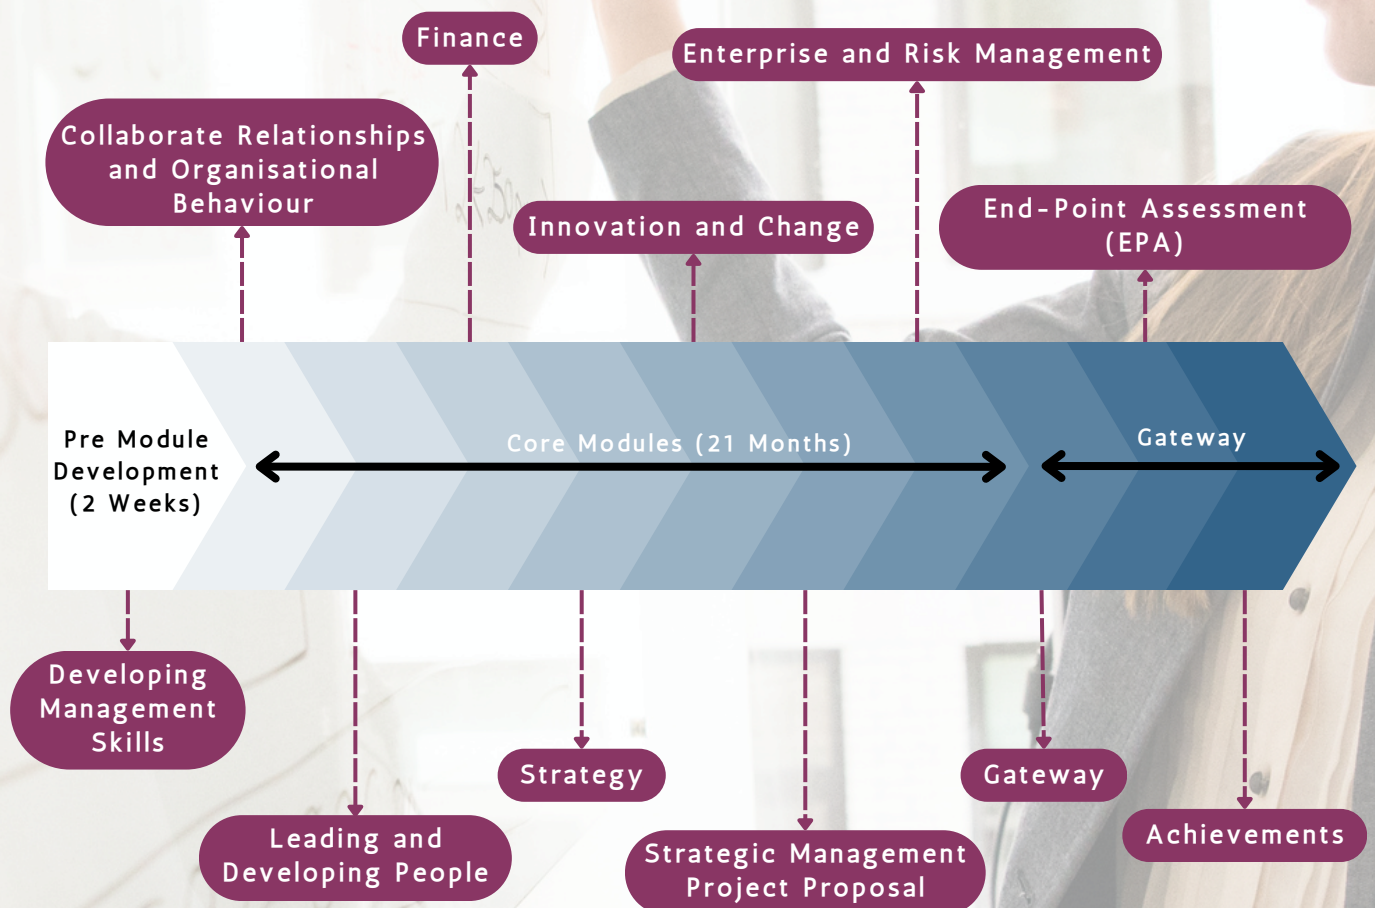 Finance
Enterprise and Risk Management
Collaborate Relationships
and Organisational
Behaviour
Innovation and Change
End-Point Assessment
(EPA)
Pre Module
Development
(2 Weeks)
Core Modules (21 Months)
Gateway
Developing
Management
Skills
Strategy
Gateway
Leading and
Developing People
Strategic Management
Project Proposal
Achievements